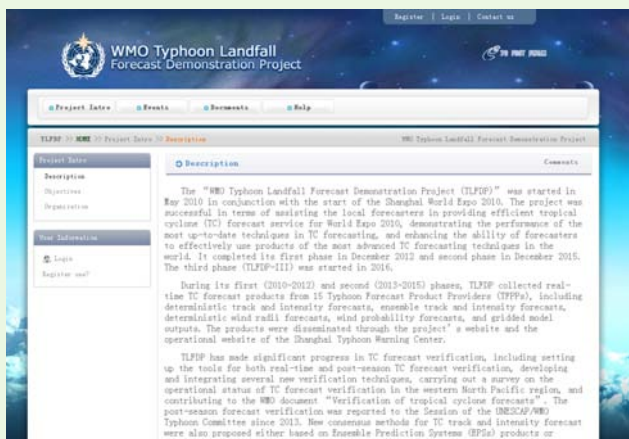 Register | Login | Contact us
WMO Typhoon Landfall
Forecast Demonstration Project
Project Intro
Events
Documents
Help
TLFDP >> HOME >> Project Intro >> Description
WMO Typhoon Landfall Forecast Demonstration Project
Project Intro
Description
Objectives
Organization
Your Information
Login
Register one?
Description
Comments
The “WMO Typhoon Landfall Forecast Demonstration Project (TLFDP)” was started in
May 2010 in conjunction with the start of the Shanghai World Expo 2010. The project was
successful in terms of assisting the local forecasters in providing efficient tropical
cyclone (TC) forecast service for World Expo 2010, demonstrating the performance of the
most up-to-date techniques in TC forecasting, and enhancing the ability of forecasters
to effectively use products of the most advanced TC forecasting techniques in the
world. It completed its first phase in December 2012 and second phase in December 2015.
The third phase (TLFDP-III) was started in 2016.
During its first (2010-2012) and second (2013-2015) phases, TLFDP collected real-
time TC forecast products from 15 Typhoon Forecast Product Providers (TFPPs), including
deterministic track and intensity forecasts, ensemble track and intensity forecasts,
deterministic wind radii forecasts, wind probability forecasts, and gridded model
outputs. The products were disseminated through the project’s website and the
operational website of the Shanghai Typhoon Warning Center.
TLFDP has made significant progress in TC forecast verification, including setting
up the tools for both real-time and post-season TC forecast verification, developing
and integrating several new verification techniques, carrying out a survey on the
operational status of TC forecast verification in the western North Pacific region, and
contributing to the WMO document “Verification of tropical cyclone forecasts”. The
post-season forecast verification was reported to the Session of the UNESCAP/WMO
Typhoon Committee since 2013. New consensus methods for TC track and intensity forecast
were also proposed either based on Ensemble Prediction Systems (EPSs) products or